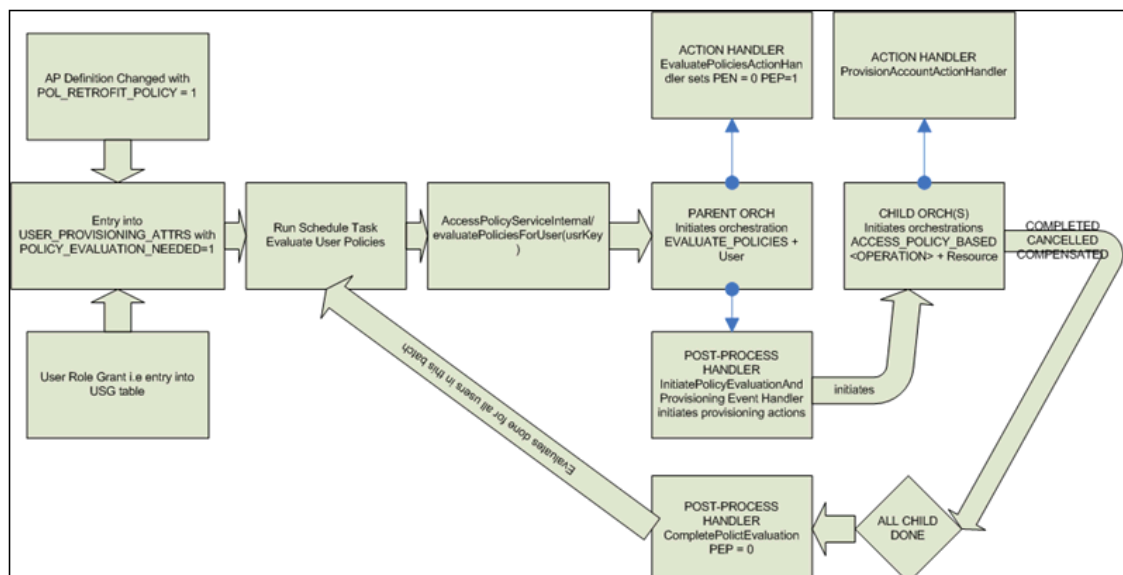 AP Definition Changed with
POL_RETROFIT_POLICY = 1
ACTION HANDLER
EvaluatePoliciesActionHan
dler sets PEN = 0 PEP=1
ACTION HANDLER
ProvisionAccountActionHandler
Entry into
USER_PROVISIONING_ATTRS with
POLICY_EVALUATION_NEEDED=1
Run Schedule Task
Evaluate User Policies
AccessPolicyServiceInternal/
evaluatePoliciesForUser(usrKey
)
PARENT ORCH
Initiates orchestration
EVALUATE_POLICIES +
User
CHILD ORCH(S)
Initiates orchestrations
ACCESS_POLICY_BASED
<OPERATION> + Resource
COMPLETED
CANCELLED
COMPENSATED
User Role Grant i.e entry into
USG table
Evaluates done for all users in this batch
POST-PROCESS
HANDLER
InitiatePolicyEvaluationAnd
Provisioning Event Handler
initiates provisioning actions
initiates
POST-PROCESS
HANDLER
CompletePolictEvaluation
PEP = 0
ALL CHILD
DONE